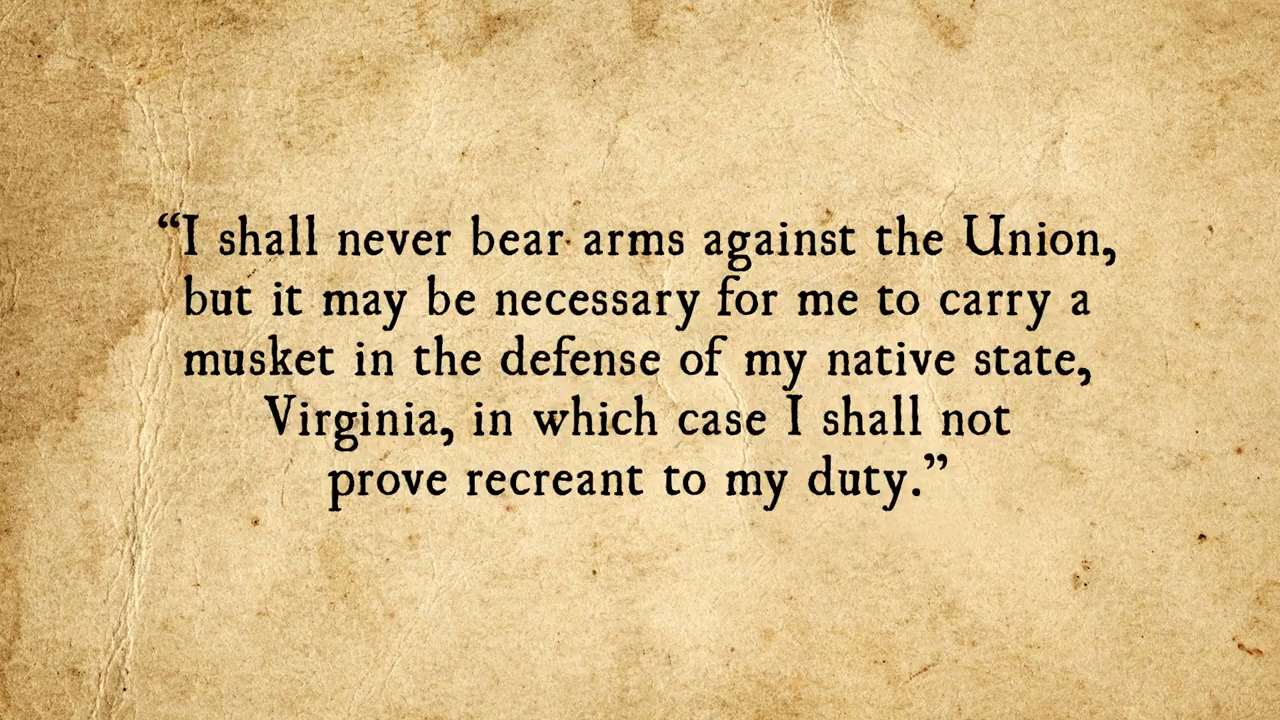 “I shall never bear arms against the Union,
but it may be necessary for me to carry a
musket in the defense of my native state,
Virginia, in which case I shall not
prove recreant to my duty.”